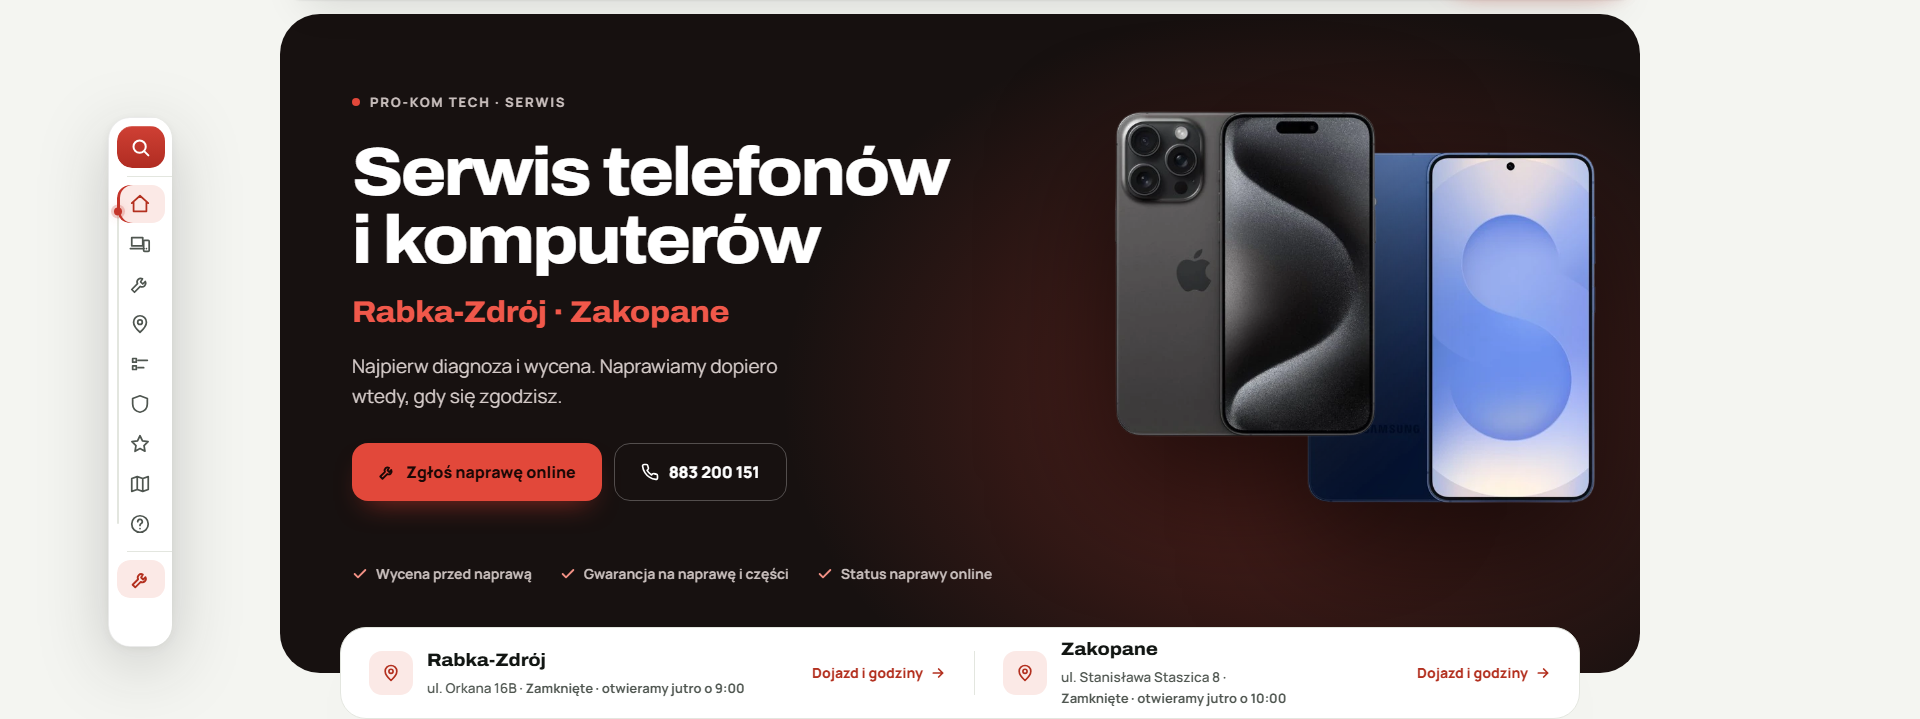 PRO-KOM TECH · SERWIS
Serwis telefonów
i komputerów
Rabka-Zdrój · Zakopane
Najpierw diagnoza i wycena. Naprawiamy dopiero
wtedy, gdy się zgodzisz.
Zgłoś naprawę online
883 200 151
Wycena przed naprawą
Gwarancja na naprawę i części
Status naprawy online
Rabka-Zdrój
ul. Orkana 16B · Zamknięte · otwieramy jutro o 9:00
Dojazd i godziny →
Zakopane
ul. Stanisława Staszica 8 ·
Zamknięte · otwieramy jutro o 10:00
Dojazd i godziny →